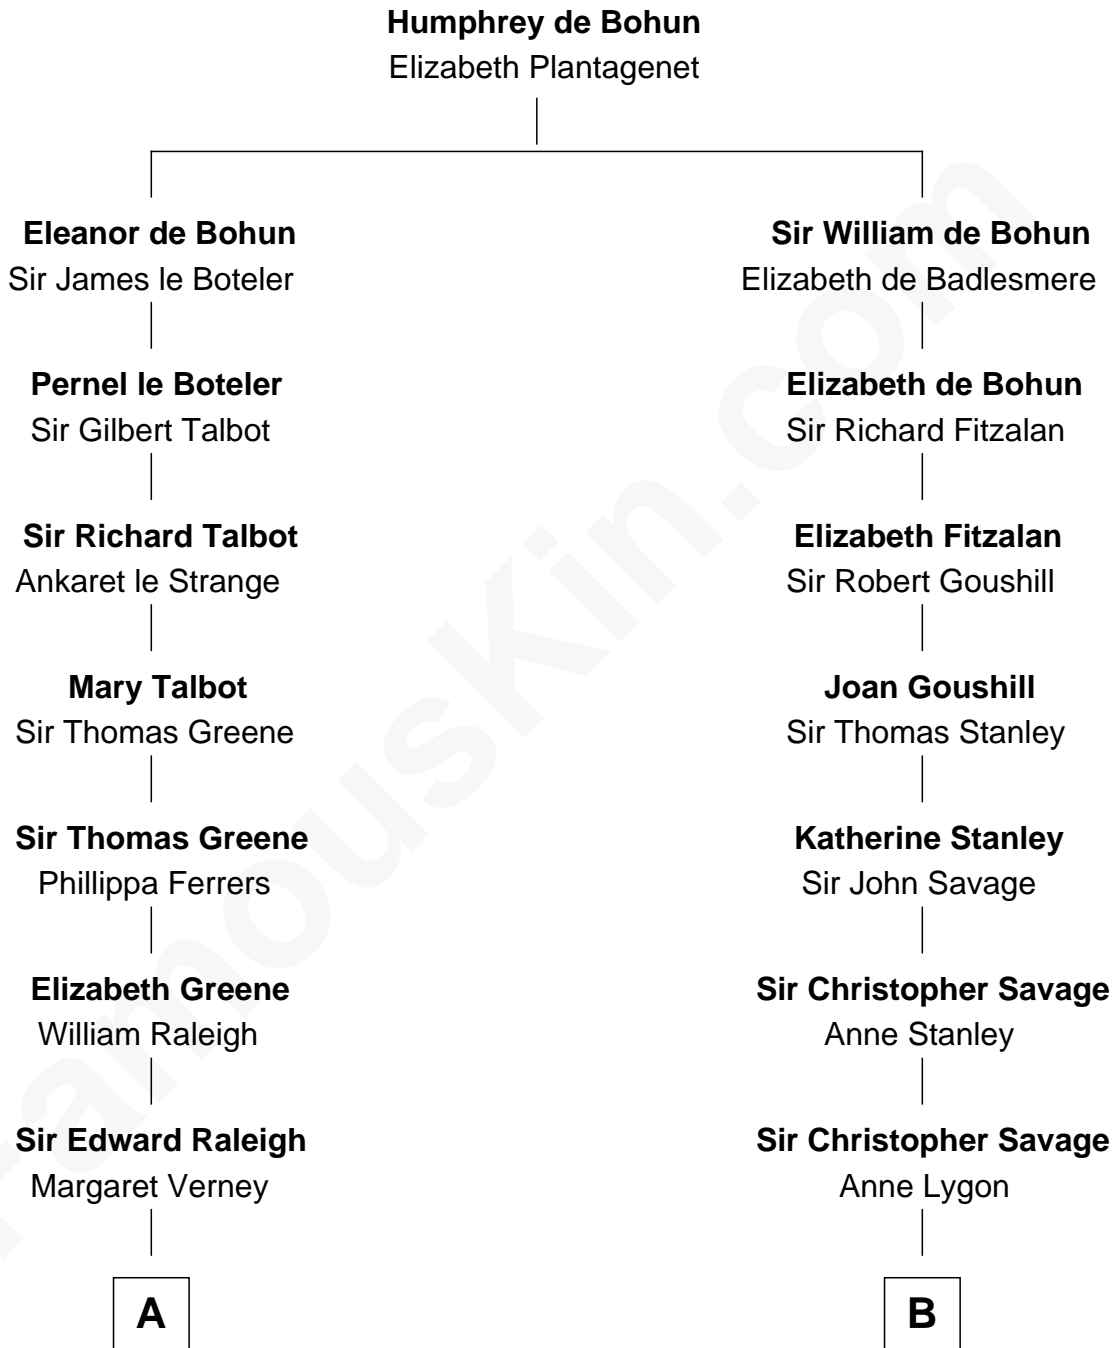 Humphrey de Bohun
Elizabeth Plantagenet
Eleanor de Bohun
Sir James le Boteler
Pernel le Boteler
Sir Gilbert Talbot
Sir Richard Talbot
Ankaret le Strange
Mary Talbot
Sir Thomas Greene
Sir Thomas Greene
Phillippa Ferrers
Elizabeth Greene
William Raleigh
Sir Edward Raleigh
Margaret Verney
A
Sir William de Bohun
Elizabeth de Badlesmere
Elizabeth de Bohun
Sir Richard Fitzalan
Elizabeth Fitzalan
Sir Robert Goushill
Joan Goushill
Sir Thomas Stanley
Katherine Stanley
Sir John Savage
Sir Christopher Savage
Anne Stanley
Sir Christopher Savage
Anne Lygon
B
FamousKin.com